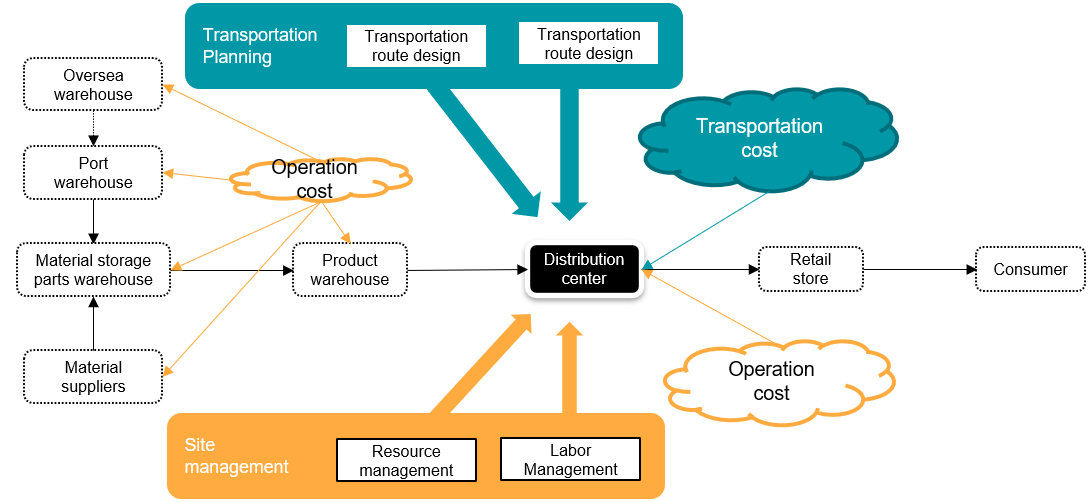 Transportation
Planning
Transportation
route design
Transportation
route design
Oversea
warehouse
Transportation
cost
Port
warehouse
Operation
cost
Material storage
parts warehouse
Product
warehouse
Distribution
center
Retail
store
Consumer
Material
suppliers
Operation
cost
Site
management
Resource
management
Labor
Management